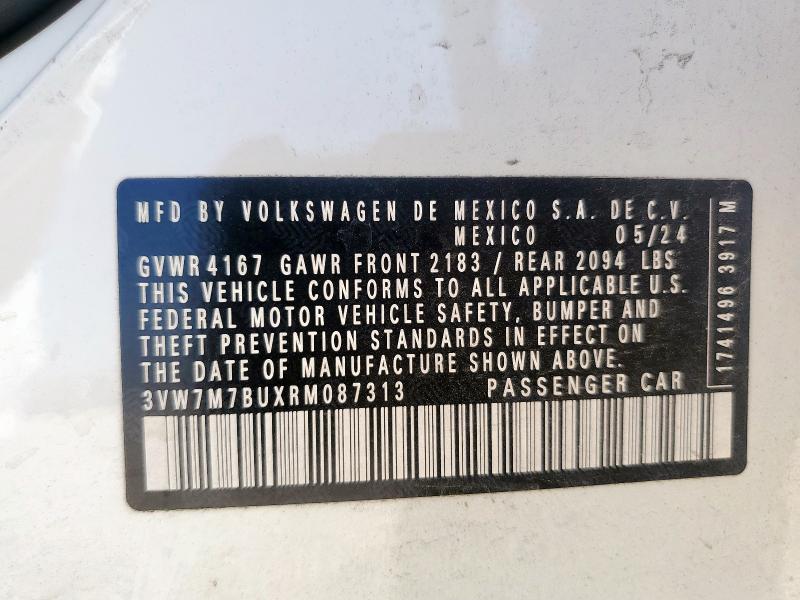 MFD BY VOLKSWAGEN DE MEXICO S.A. DE C.V.
MEXICO 05/24
GVWR 4167 GAWR FRONT 2183 / REAR 2094 LBS
THIS VEHICLE CONFORMS TO ALL APPLICABLE U.S.
FEDERAL MOTOR VEHICLE SAFETY, BUMPER AND
THEFT PREVENTION STANDARDS IN EFFECT ON
THE DATE OF MANUFACTURE SHOWN ABOVE.
3VW7M7BUXRM087313 PASSENGER CAR
1741496 3917 M